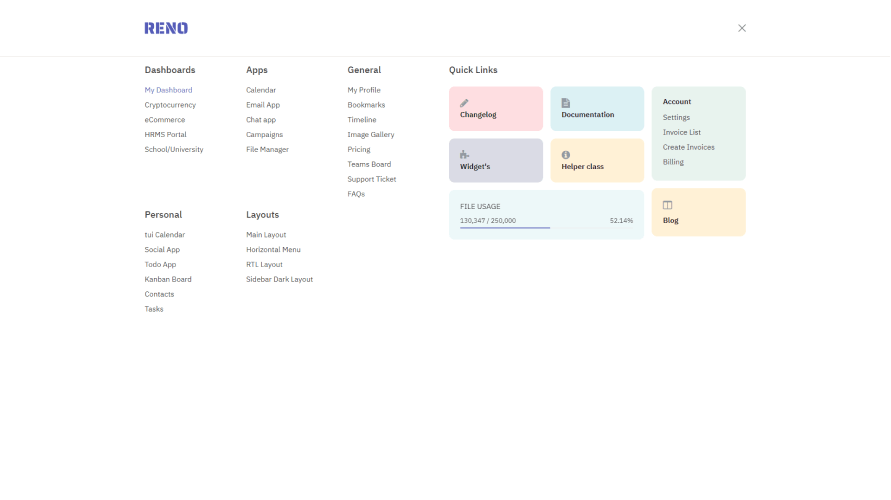 RENO
Dashboards
My Dashboard
Cryptocurrency
eCommerce
HRMS Portal
School/University
Apps
Calendar
Email App
Chat app
Campaigns
File Manager
General
My Profile
Bookmarks
Timeline
Image Gallery
Pricing
Teams Board
Support Ticket
FAQs
Personal
tui Calendar
Social App
Todo App
Kanban Board
Contacts
Tasks
Layouts
Main Layout
Horizontal Menu
RTL Layout
Sidebar Dark Layout
Quick Links
Changelog
Documentation
Widget's
Helper class
FILE USAGE
130,347 / 250,000 52.14%
Account
Settings
Invoice List
Create Invoices
Billing
Blog